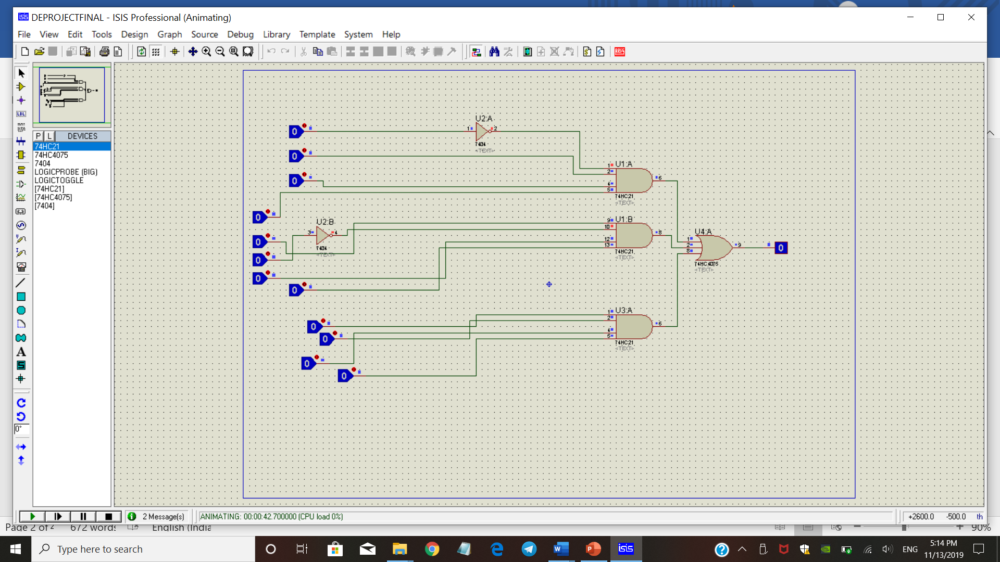 DEPROJECTFINAL - ISIS Professional (Animating)
File View Edit Tools Design Graph Source Debug Library Template System Help
ARES
LBL
P L DEVICES
74HC21
74HC4075
7404
LOGICPROBE (BIG)
LOGICTOGGLE
[74HC21]
[74HC4075]
[7404]
A
S
0°
U2:A
0
1
2
7404
<TEXT>
0
U1:A
1
2
0
4
5
6
74HC21
<TEXT>
0
U2:B
U1:B
0
3
4
9
10
8
12
13
7404
<TEXT>
74HC21
<TEXT>
U4:A
1
2
8
9
0
74HC4075
<TEXT>
0
0
0
U3:A
1
2
0
0
4
5
6
74HC21
<TEXT>
0
0
2 Message(s) ANIMATING: 00:00:42.700000 (CPU load 0%) +2600.0 -500.0 th
Page 2 of 4 672 words English (India 90%
Type here to search
isis
ENG
5:14 PM
11/13/2019